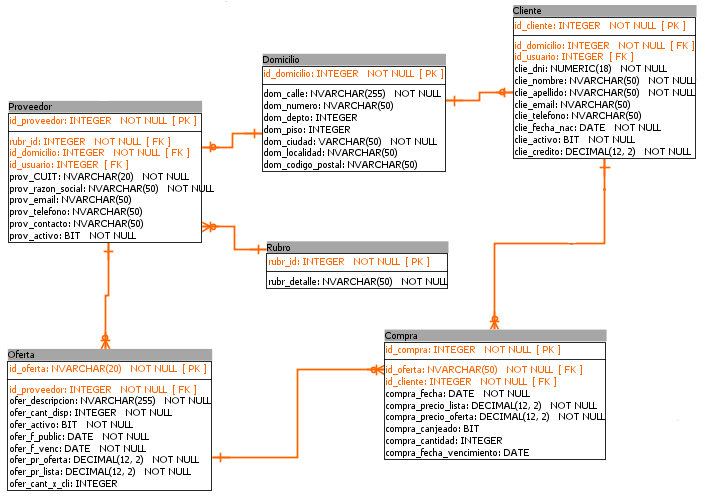 Cliente
id_cliente: INTEGER NOT NULL [ PK ]
id_domicilio: INTEGER NOT NULL [ FK ]
id_usuario: INTEGER [ FK ]
clie_dni: NUMERIC(18) NOT NULL
clie_nombre: NVARCHAR(50) NOT NULL
clie_apellido: NVARCHAR(50) NOT NULL
clie_email: NVARCHAR(50)
clie_telefono: NVARCHAR(50)
clie_fecha_nac: DATE NOT NULL
clie_activo: BIT NOT NULL
clie_credito: DECIMAL(12, 2) NOT NULL
Domicilio
id_domicilio: INTEGER NOT NULL [ PK ]
dom_calle: NVARCHAR(255) NOT NULL
dom_numero: NVARCHAR(50)
dom_depto: INTEGER
dom_piso: INTEGER
dom_ciudad: VARCHAR(50) NOT NULL
dom_localidad: NVARCHAR(50)
dom_codigo_postal: NVARCHAR(50)
Proveedor
id_proveedor: INTEGER NOT NULL [ PK ]
rubr_id: INTEGER NOT NULL [ FK ]
id_domicilio: INTEGER NOT NULL [ FK ]
id_usuario: INTEGER [ FK ]
prov_CUIT: NVARCHAR(20) NOT NULL
prov_razon_social: NVARCHAR(50) NOT NULL
prov_email: NVARCHAR(50)
prov_telefono: NVARCHAR(50)
prov_contacto: NVARCHAR(50)
prov_activo: BIT NOT NULL
Rubro
rubr_id: INTEGER NOT NULL [ PK ]
rubr_detalle: NVARCHAR(50) NOT NULL
Oferta
id_oferta: NVARCHAR(20) NOT NULL [ PK ]
id_proveedor: INTEGER NOT NULL [ FK ]
ofer_descripcion: NVARCHAR(255) NOT NULL
ofer_cant_disp: INTEGER NOT NULL
ofer_activo: BIT NOT NULL
ofer_f_public: DATE NOT NULL
ofer_f_venc: DATE NOT NULL
ofer_pr_oferta: DECIMAL(12, 2) NOT NULL
ofer_pr_lista: DECIMAL(12, 2) NOT NULL
ofer_cant_x_cli: INTEGER
Compra
id_compra: INTEGER NOT NULL [ PK ]
id_oferta: NVARCHAR(50) NOT NULL [ FK ]
id_cliente: INTEGER NOT NULL [ FK ]
compra_fecha: DATE NOT NULL
compra_precio_lista: DECIMAL(12, 2) NOT NULL
compra_precio_oferta: DECIMAL(12, 2) NOT NULL
compra_canjeado: BIT
compra_cantidad: INTEGER
compra_fecha_vencimiento: DATE